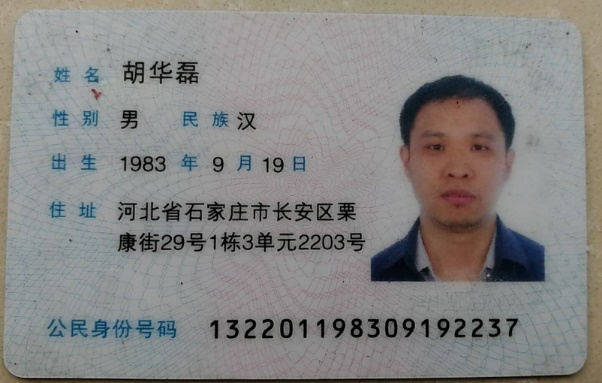 姓名 胡华磊
性别 男 民族 汉
出生 1983 年 9 月 19 日
住址 河北省石家庄市长安区栗
康街29号1栋3单元2203号
公民身份号码 132201198309192237